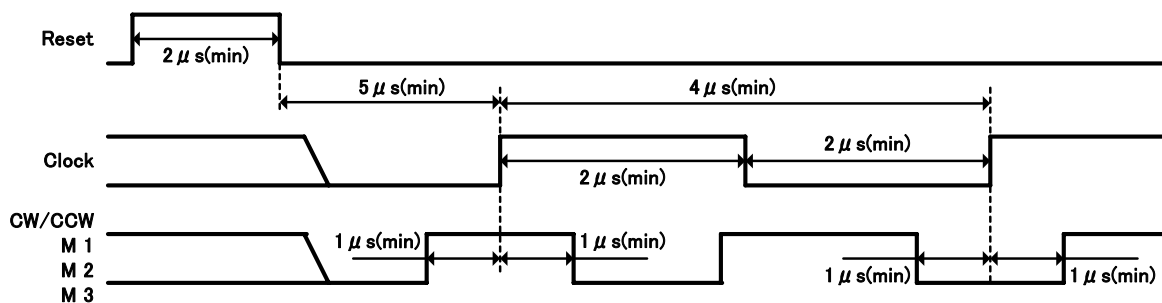 Reset
2 μ s(min)
5 μ s(min)
4 μ s(min)
Clock
2 μ s(min)
2 μ s(min)
CW/CCW
M 1
M 2
M 3
1 μ s(min)
1 μ s(min)
1 μ s(min)
1 μ s(min)